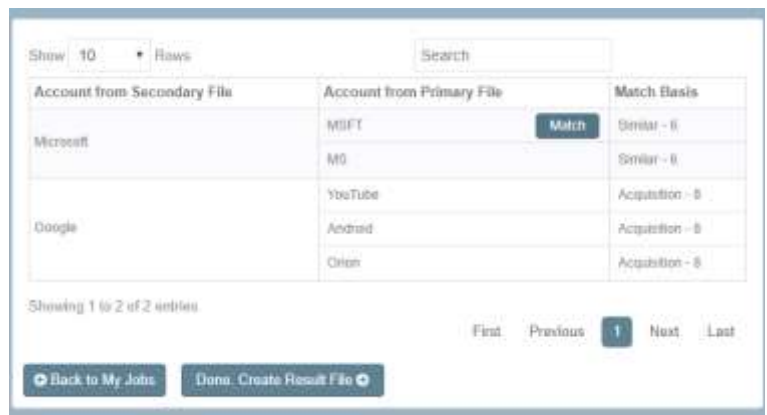 Show 10 Rows
Search
Account from Secondary File Account from Primary File Match Basis
Microsoft
MSFT Match Similar - 6
MS Similar - 6
Google
YouTube Acquisition - 8
Android Acquisition - 8
Orion Acquisition - 8
Showing 1 to 2 of 2 entries
First Previous 1 Next Last
Back to My Jobs Done. Create Result File